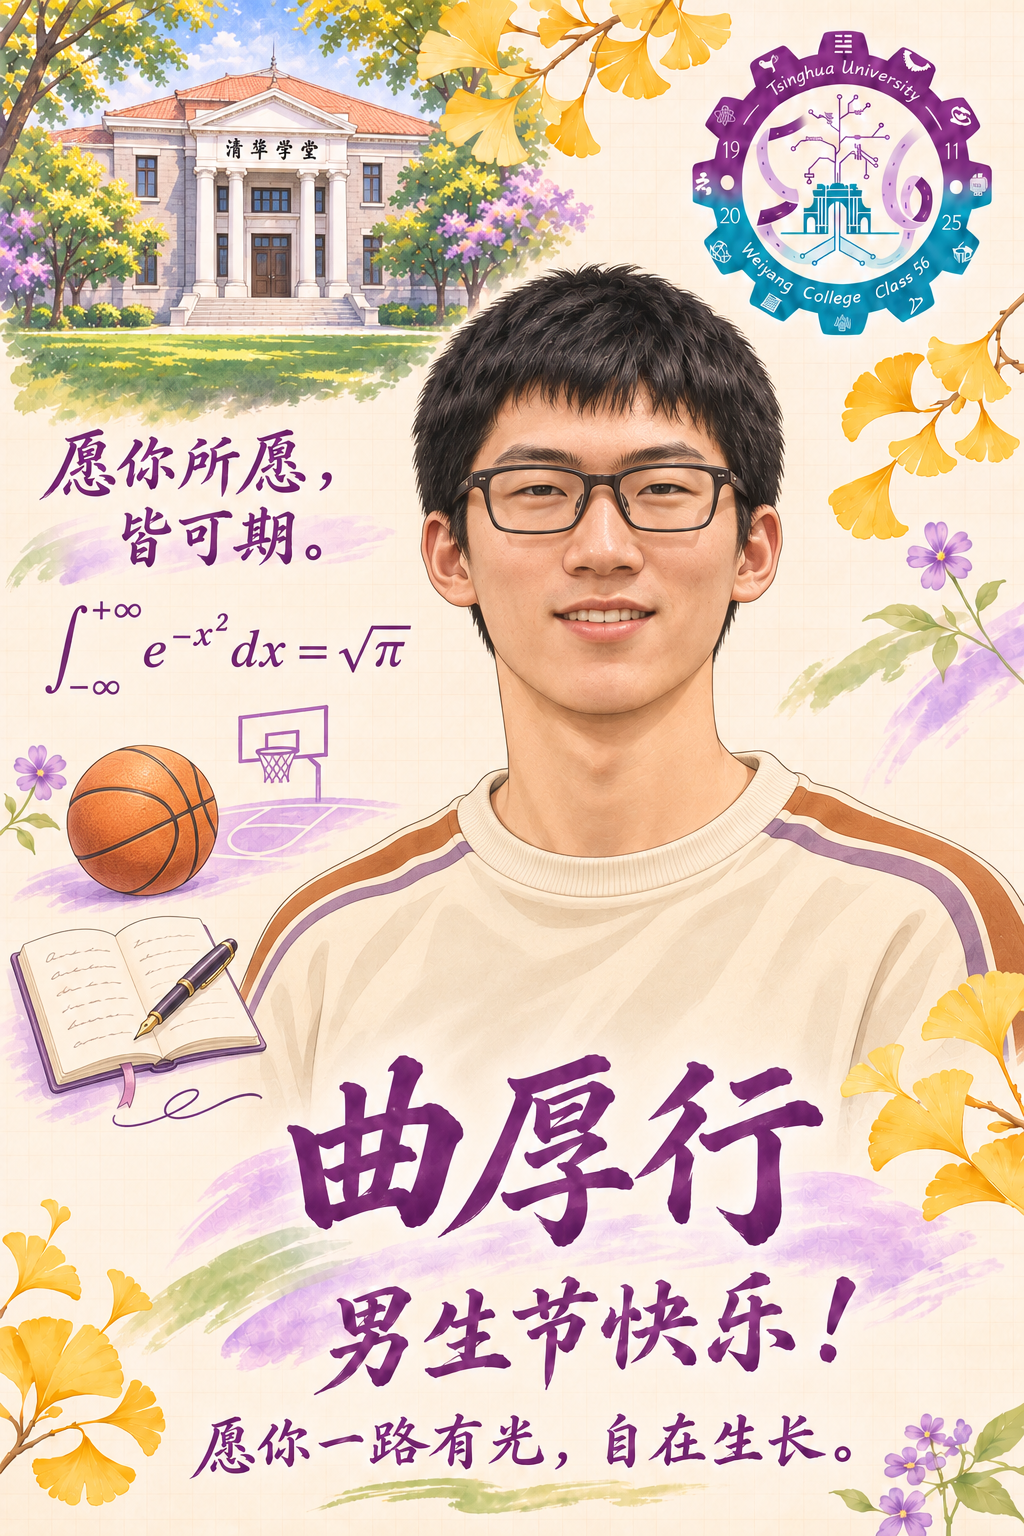 清华学堂
Tsinghua University
19 11
20 25
Weiyang College Class 56
愿你所愿，
皆可期。
∫_{-∞}^{+∞} e^{-x^2} dx = √π
曲厚行
男生节快乐！
愿你一路有光，自在生长。